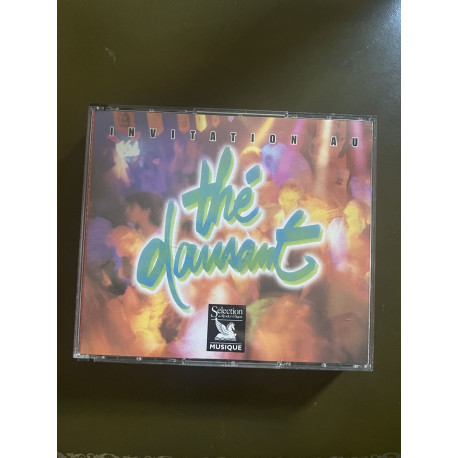 INVITATION AU
thé
dansant
Sélection
du Reader's Digest
MUSIQUE